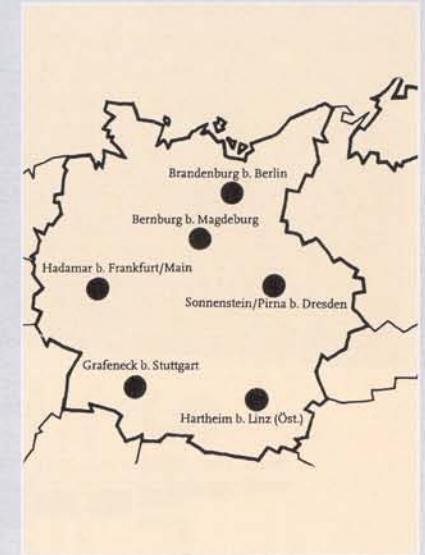 Brandenburg b. Berlin
Bernburg b. Magdeburg
Hadamar b. Frankfurt/Main
Sonnenstein/Pirna b. Dresden
Grafeneck b. Stuttgart
Hartheim b. Linz (Öst.)